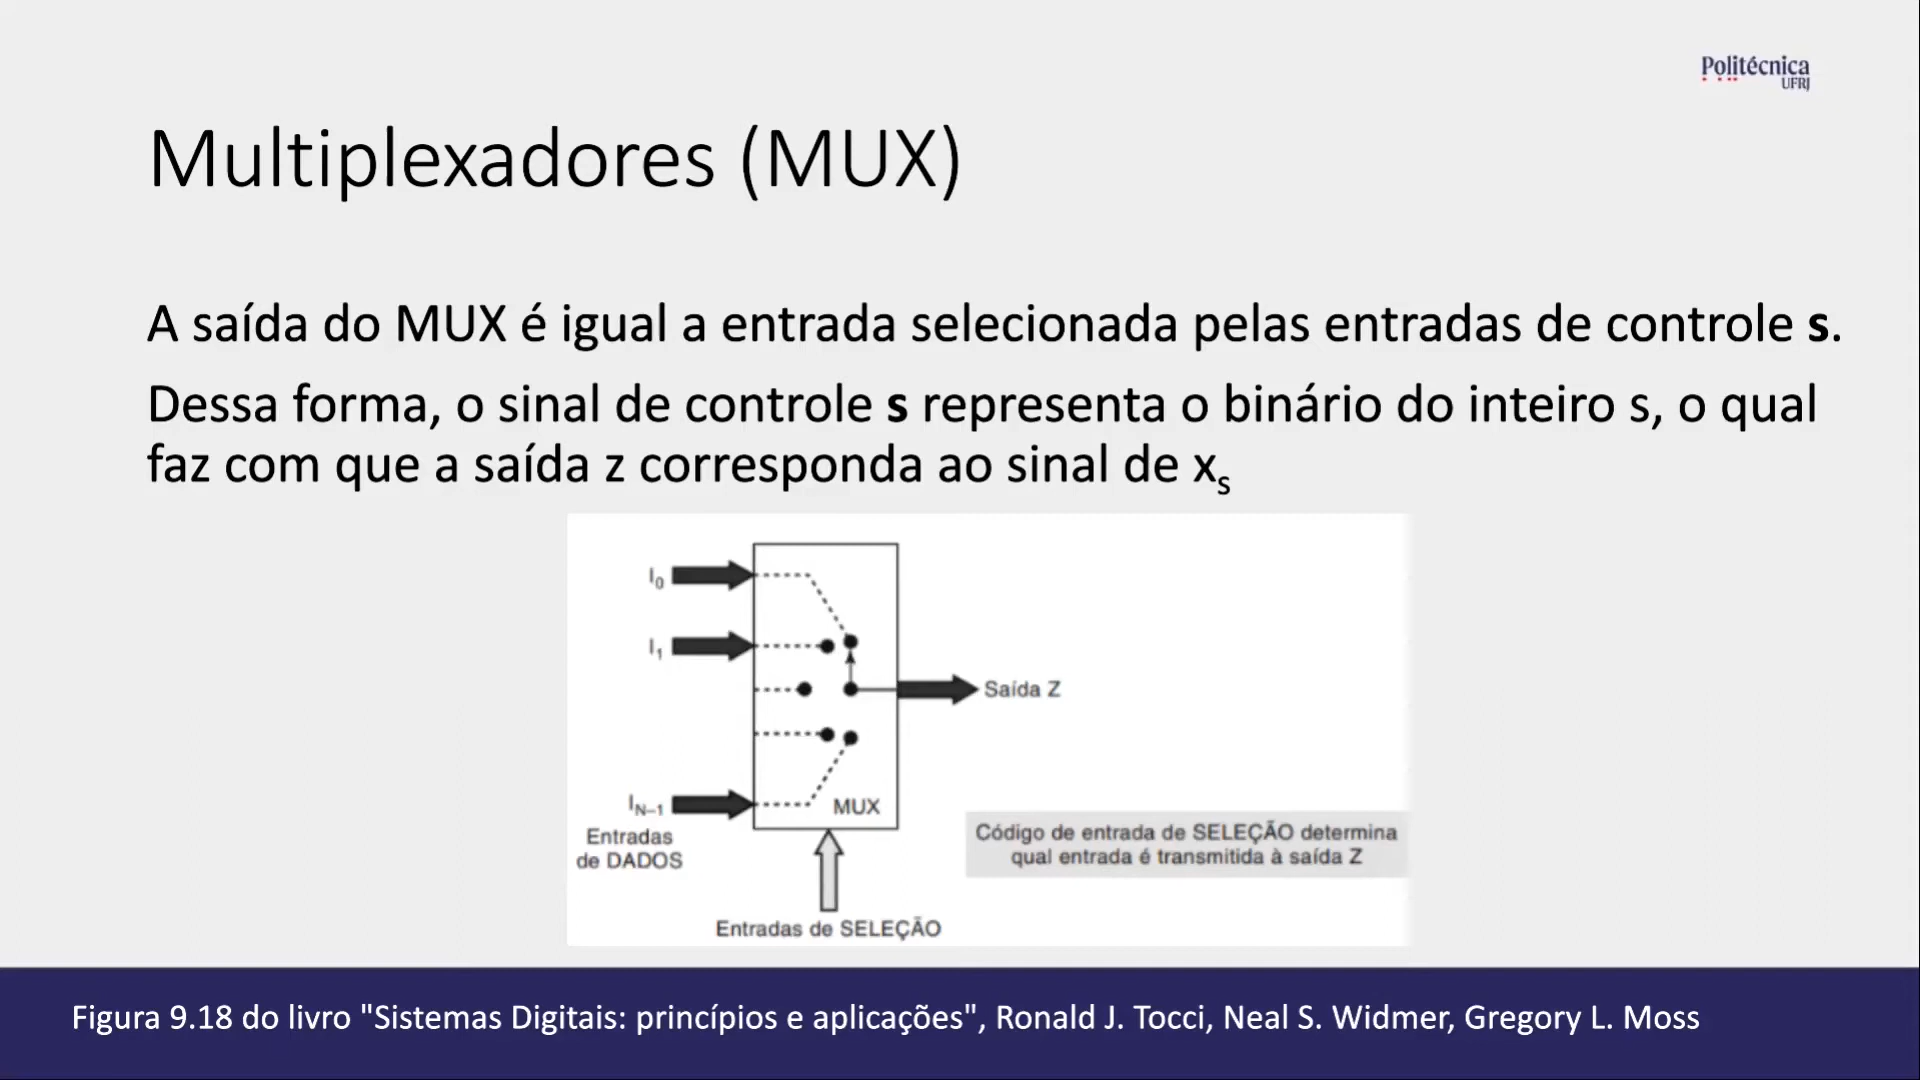 Politécnica
UFRJ
Multiplexadores (MUX)
A saída do MUX é igual a entrada selecionada pelas entradas de controle s.
Dessa forma, o sinal de controle s representa o binário do inteiro s, o qual
faz com que a saída z corresponda ao sinal de xs
I0
I1
Saída Z
IN–1
MUX
Entradas
de DADOS
Código de entrada de SELEÇÃO determina
qual entrada é transmitida à saída Z
Entradas de SELEÇÃO
Figura 9.18 do livro "Sistemas Digitais: princípios e aplicações", Ronald J. Tocci, Neal S. Widmer, Gregory L. Moss